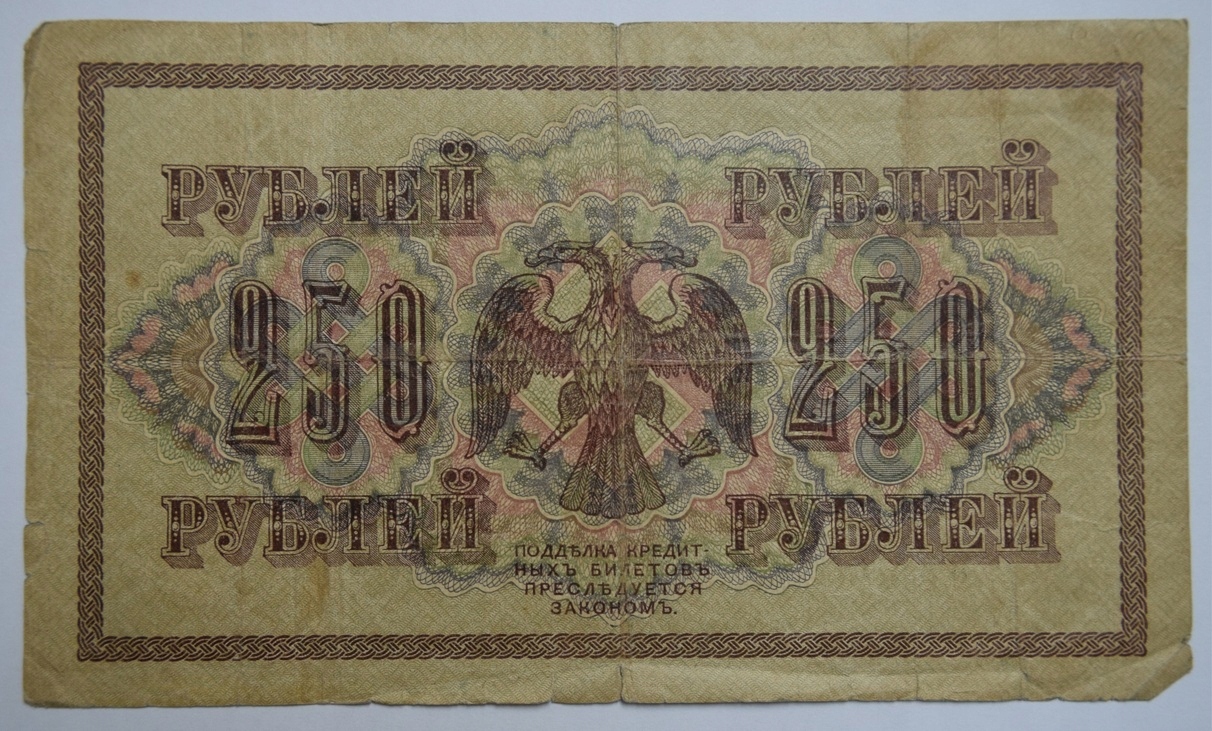 РУБЛЕЙ РУБЛЕЙ
250 250
РУБЛЕЙ РУБЛЕЙ
ПОДДѢЛКА КРЕДИТ-
НЫХЪ БИЛЕТОВЪ
ПРЕСЛѢДУЕТСЯ
ЗАКОНОМЪ.